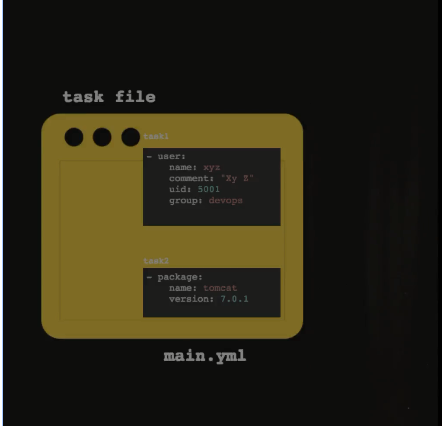 task file
task1
- user:
name: xyz
comment: "Xy Z"
uid: 5001
group: devops
task2
- package:
name: tomcat
version: 7.0.1
main.yml